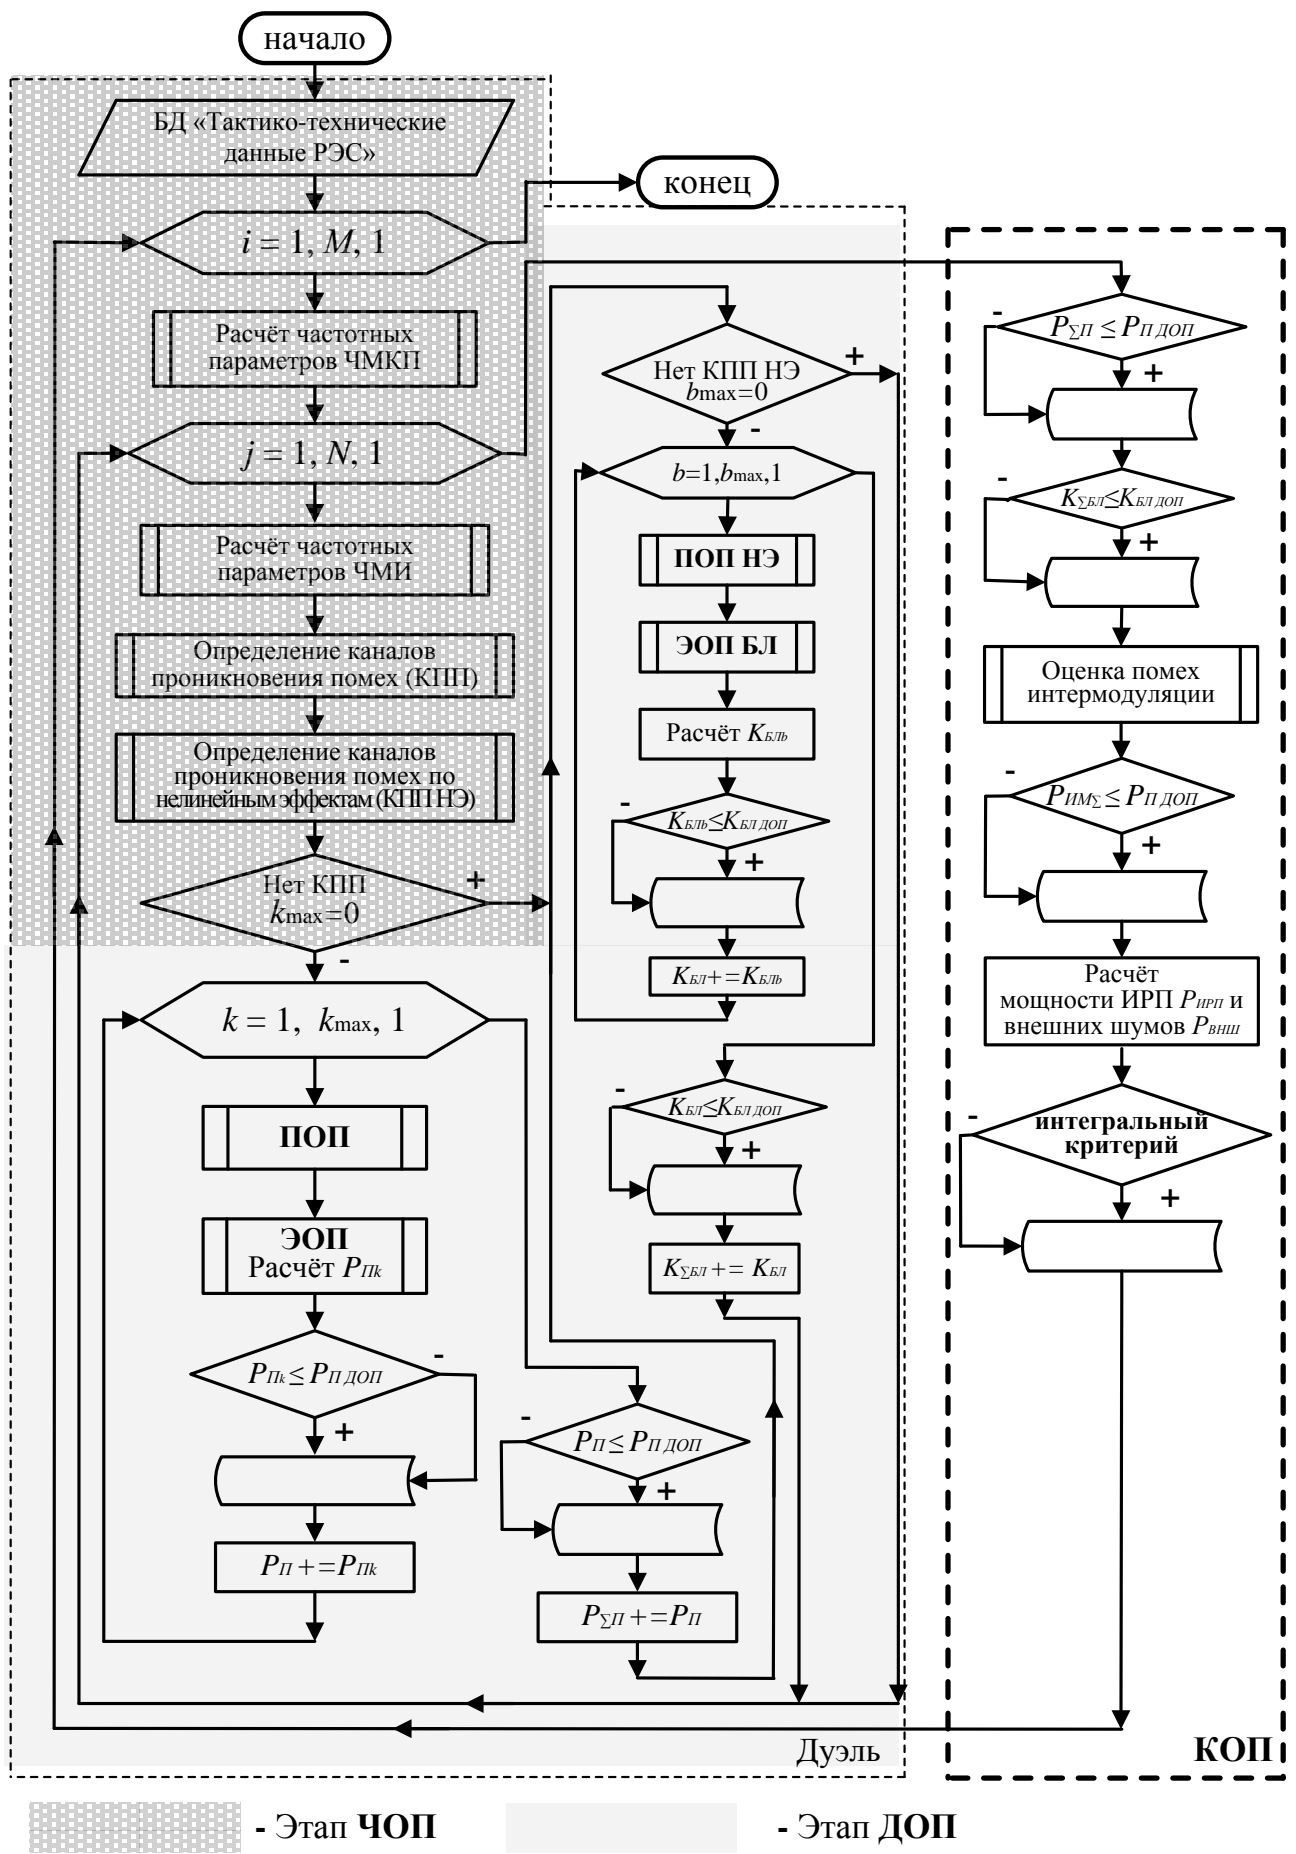 начало
БД «Тактико-технические
данные РЭС»
конец
i = 1, M, 1
Расчёт частотных
параметров ЧМКП
j = 1, N, 1
Расчёт частотных
параметров ЧМИ
Определение каналов
проникновения помех (КПП)
Определение каналов
проникновения помех по
нелинейным эффектам (КПП НЭ)
Нет КПП
kmax=0
+
-
k = 1, kmax, 1
ПОП
ЭОП
Расчёт PПk
PПk ≤ PП ДОП
-
+
PП +=PПk
PП ≤ PП ДОП
-
+
P∑П +=PП
Нет КПП НЭ
bmax=0
+
-
b=1,bmax,1
ПОП НЭ
ЭОП БЛ
Расчёт KБЛb
-
KБЛb≤KБЛ ДОП
+
KБЛ+=KБЛb
-
KБЛ≤KБЛ ДОП
+
K∑БЛ += KБЛ
-
P∑П ≤ PП ДОП
+
-
K∑БЛ≤KБЛ ДОП
+
Оценка помех
интермодуляции
-
PИМ∑ ≤ PП ДОП
+
Расчёт
мощности ИРП PИРП и
внешних шумов PВНШ
-
интегральный
критерий
+
Дуэль
КОП
- Этап ЧОП
- Этап ДОП